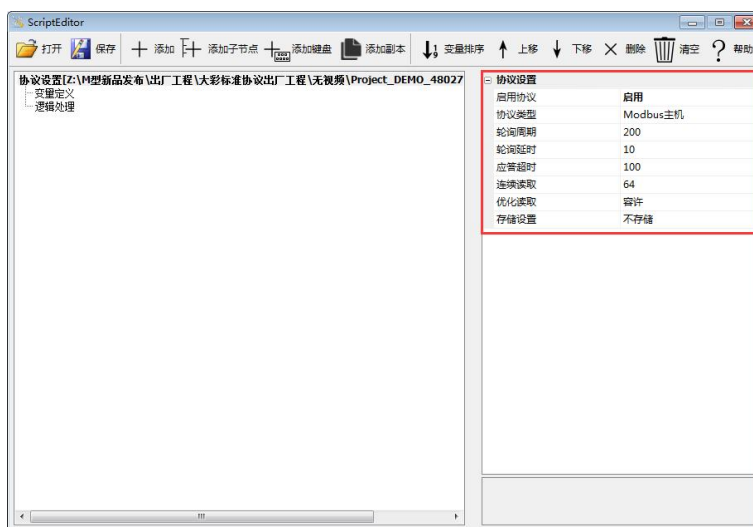 ScriptEditor
打开 保存 添加 添加子节点 添加键盘 添加副本 变量排序 上移 下移 删除 清空 帮助
协议设置[Z:\M型新品发布\出厂工程\大彩标准协议出厂工程\无视频\Project_DEMO_48027
变量定义
逻辑处理
协议设置
启用协议 启用
协议类型 Modbus主机
轮询周期 200
轮询延时 10
应答超时 100
连续读取 64
优化读取 容许
存储设置 不存储